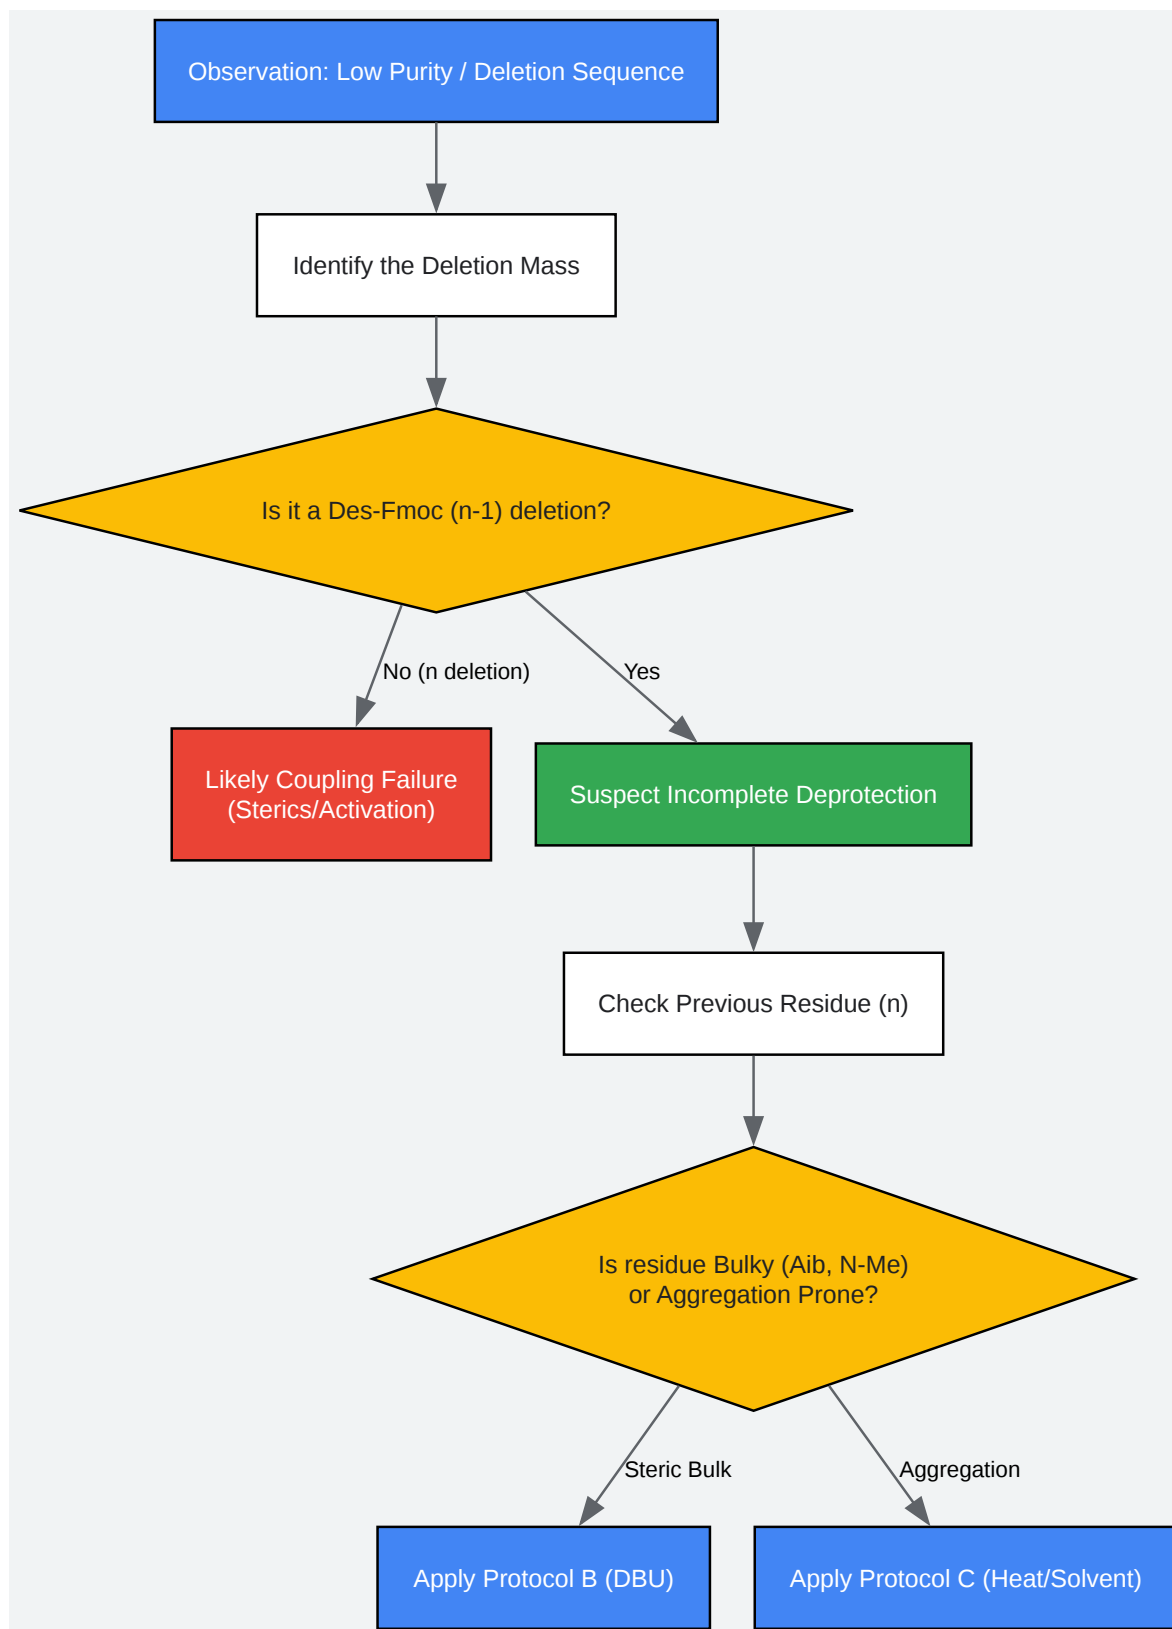 Observation: Low Purity / Deletion Sequence
Identify the Deletion Mass
Is it a Des-Fmoc (n-1) deletion?
No (n deletion)
Yes
Likely Coupling Failure
(Sterics/Activation)
Suspect Incomplete Deprotection
Check Previous Residue (n)
Is residue Bulky (Aib, N-Me)
or Aggregation Prone?
Steric Bulk
Aggregation
Apply Protocol B (DBU)
Apply Protocol C (Heat/Solvent)